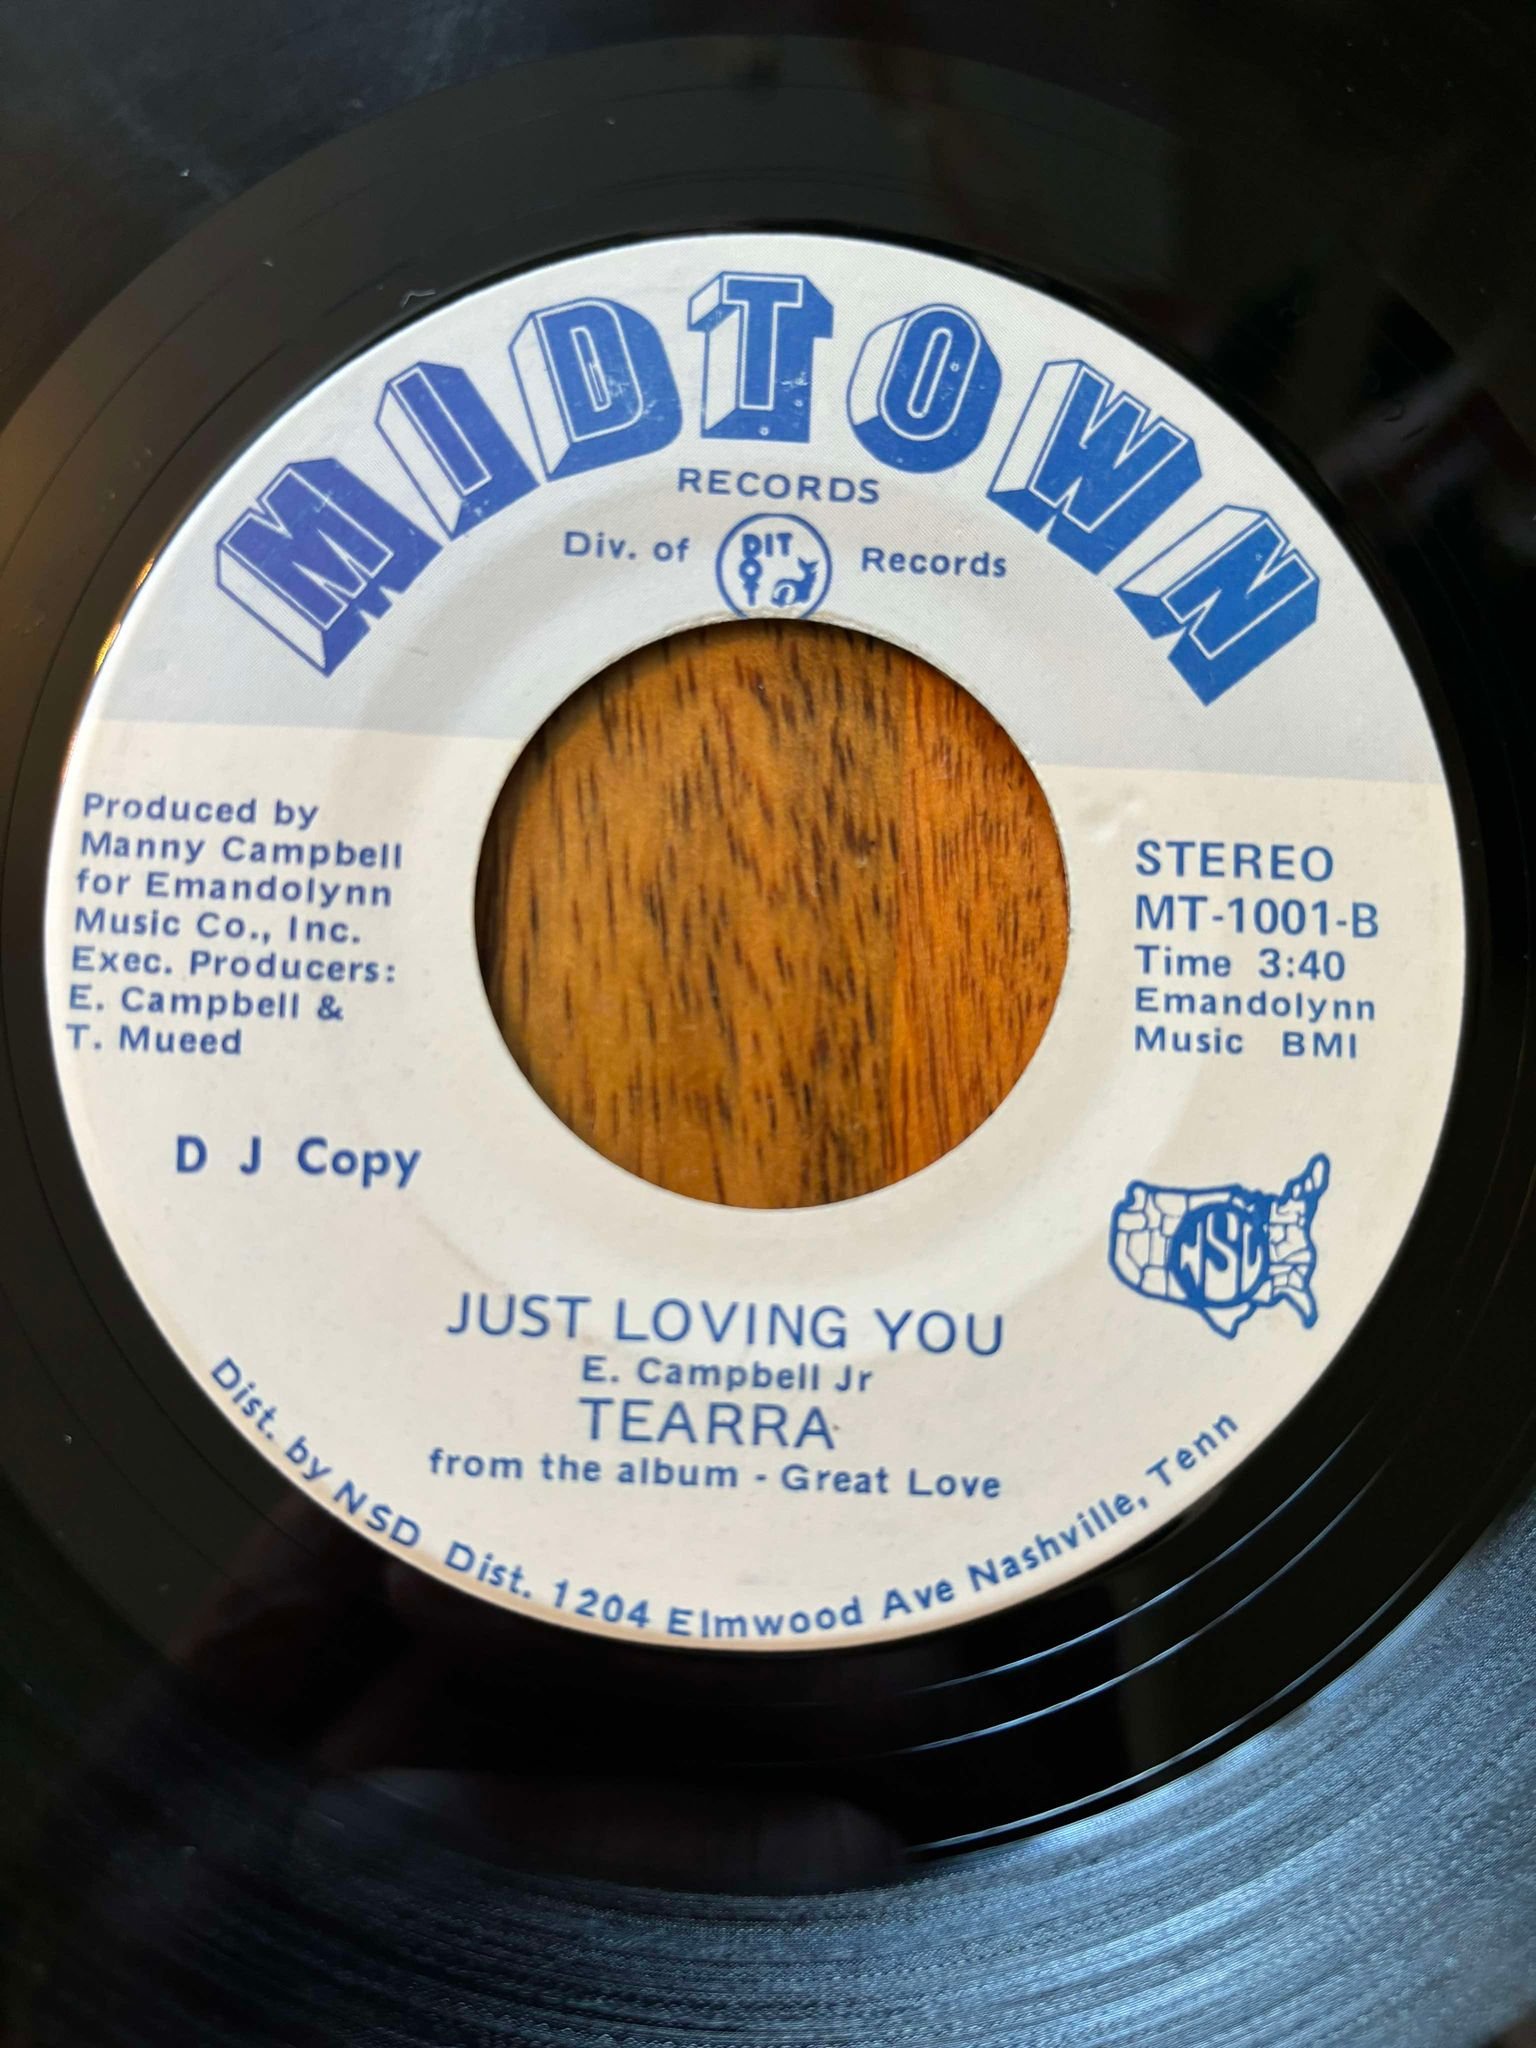 MIDTOWN
RECORDS
Div. of DIT Records
Produced by
Manny Campbell
for Emandolynn
Music Co., Inc.
Exec. Producers:
E. Campbell &
T. Mueed
STEREO
MT-1001-B
Time 3:40
Emandolynn
Music BMI
D J Copy
JUST LOVING YOU
E. Campbell Jr
TEARRA
from the album - Great Love
Dist. by NSD Dist. 1204 Elmwood Ave Nashville, Tenn